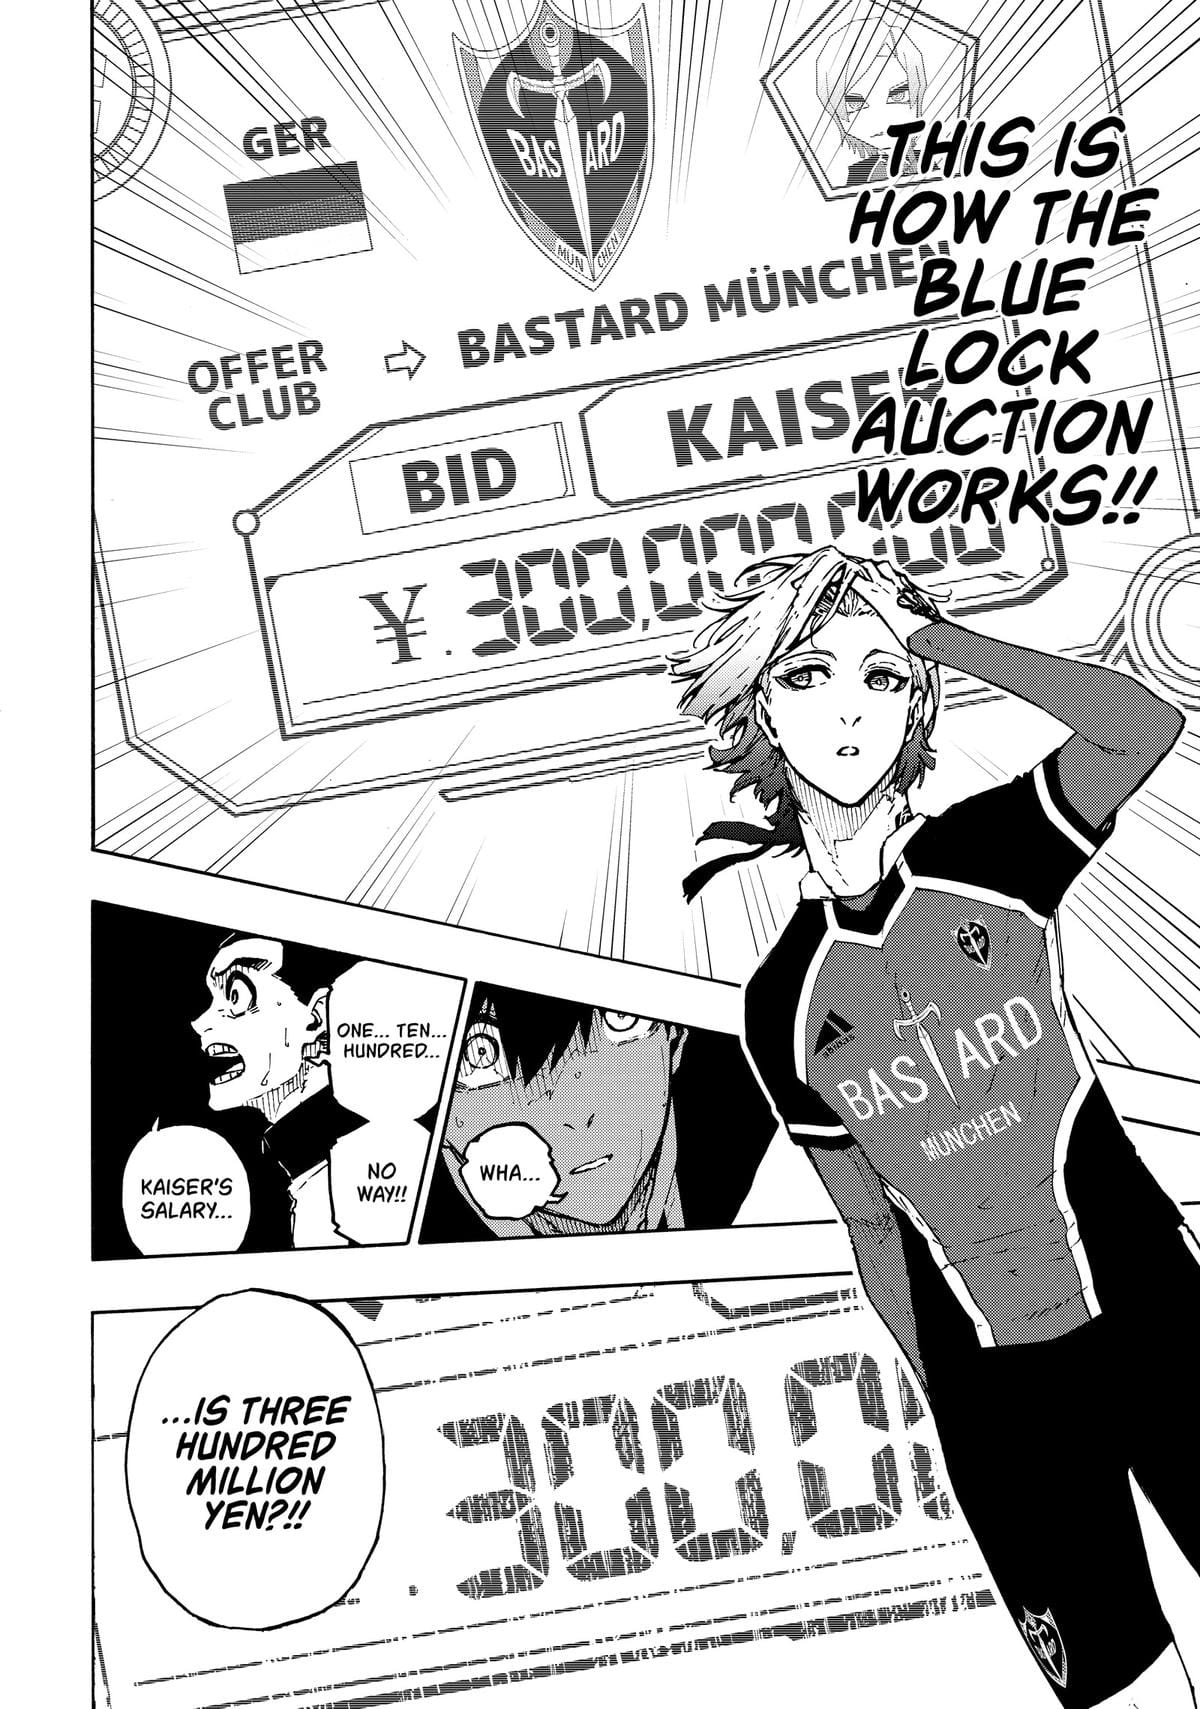 THIS IS
HOW THE
BLUE
LOCK
AUCTION
WORKS!!
GER
BASTARD
MÜNCHEN
OFFER
CLUB
BASTARD MÜNCHEN
BID
KAISER
¥.300,000,000
BASTARD
MÜNCHEN
WHA...
ONE... TEN...
HUNDRED...
NO
WAY!!
KAISER'S
SALARY...
...IS THREE
HUNDRED
MILLION
YEN?!!
.300,0